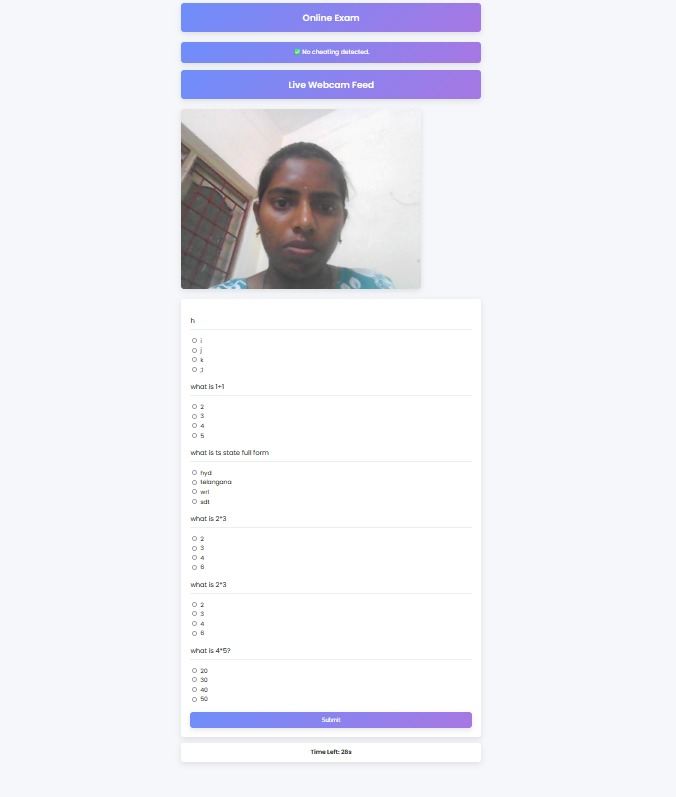 Online Exam
✅ No cheating detected.
Live Webcam Feed
h
i
j
k
;l
what is 1+1
2
3
4
5
what is ts state full form
hyd
telangana
wrl
sdt
what is 2*3
2
3
4
6
what is 2*3
2
3
4
6
what is 4*5?
20
30
40
50
Submit
Time Left: 28s